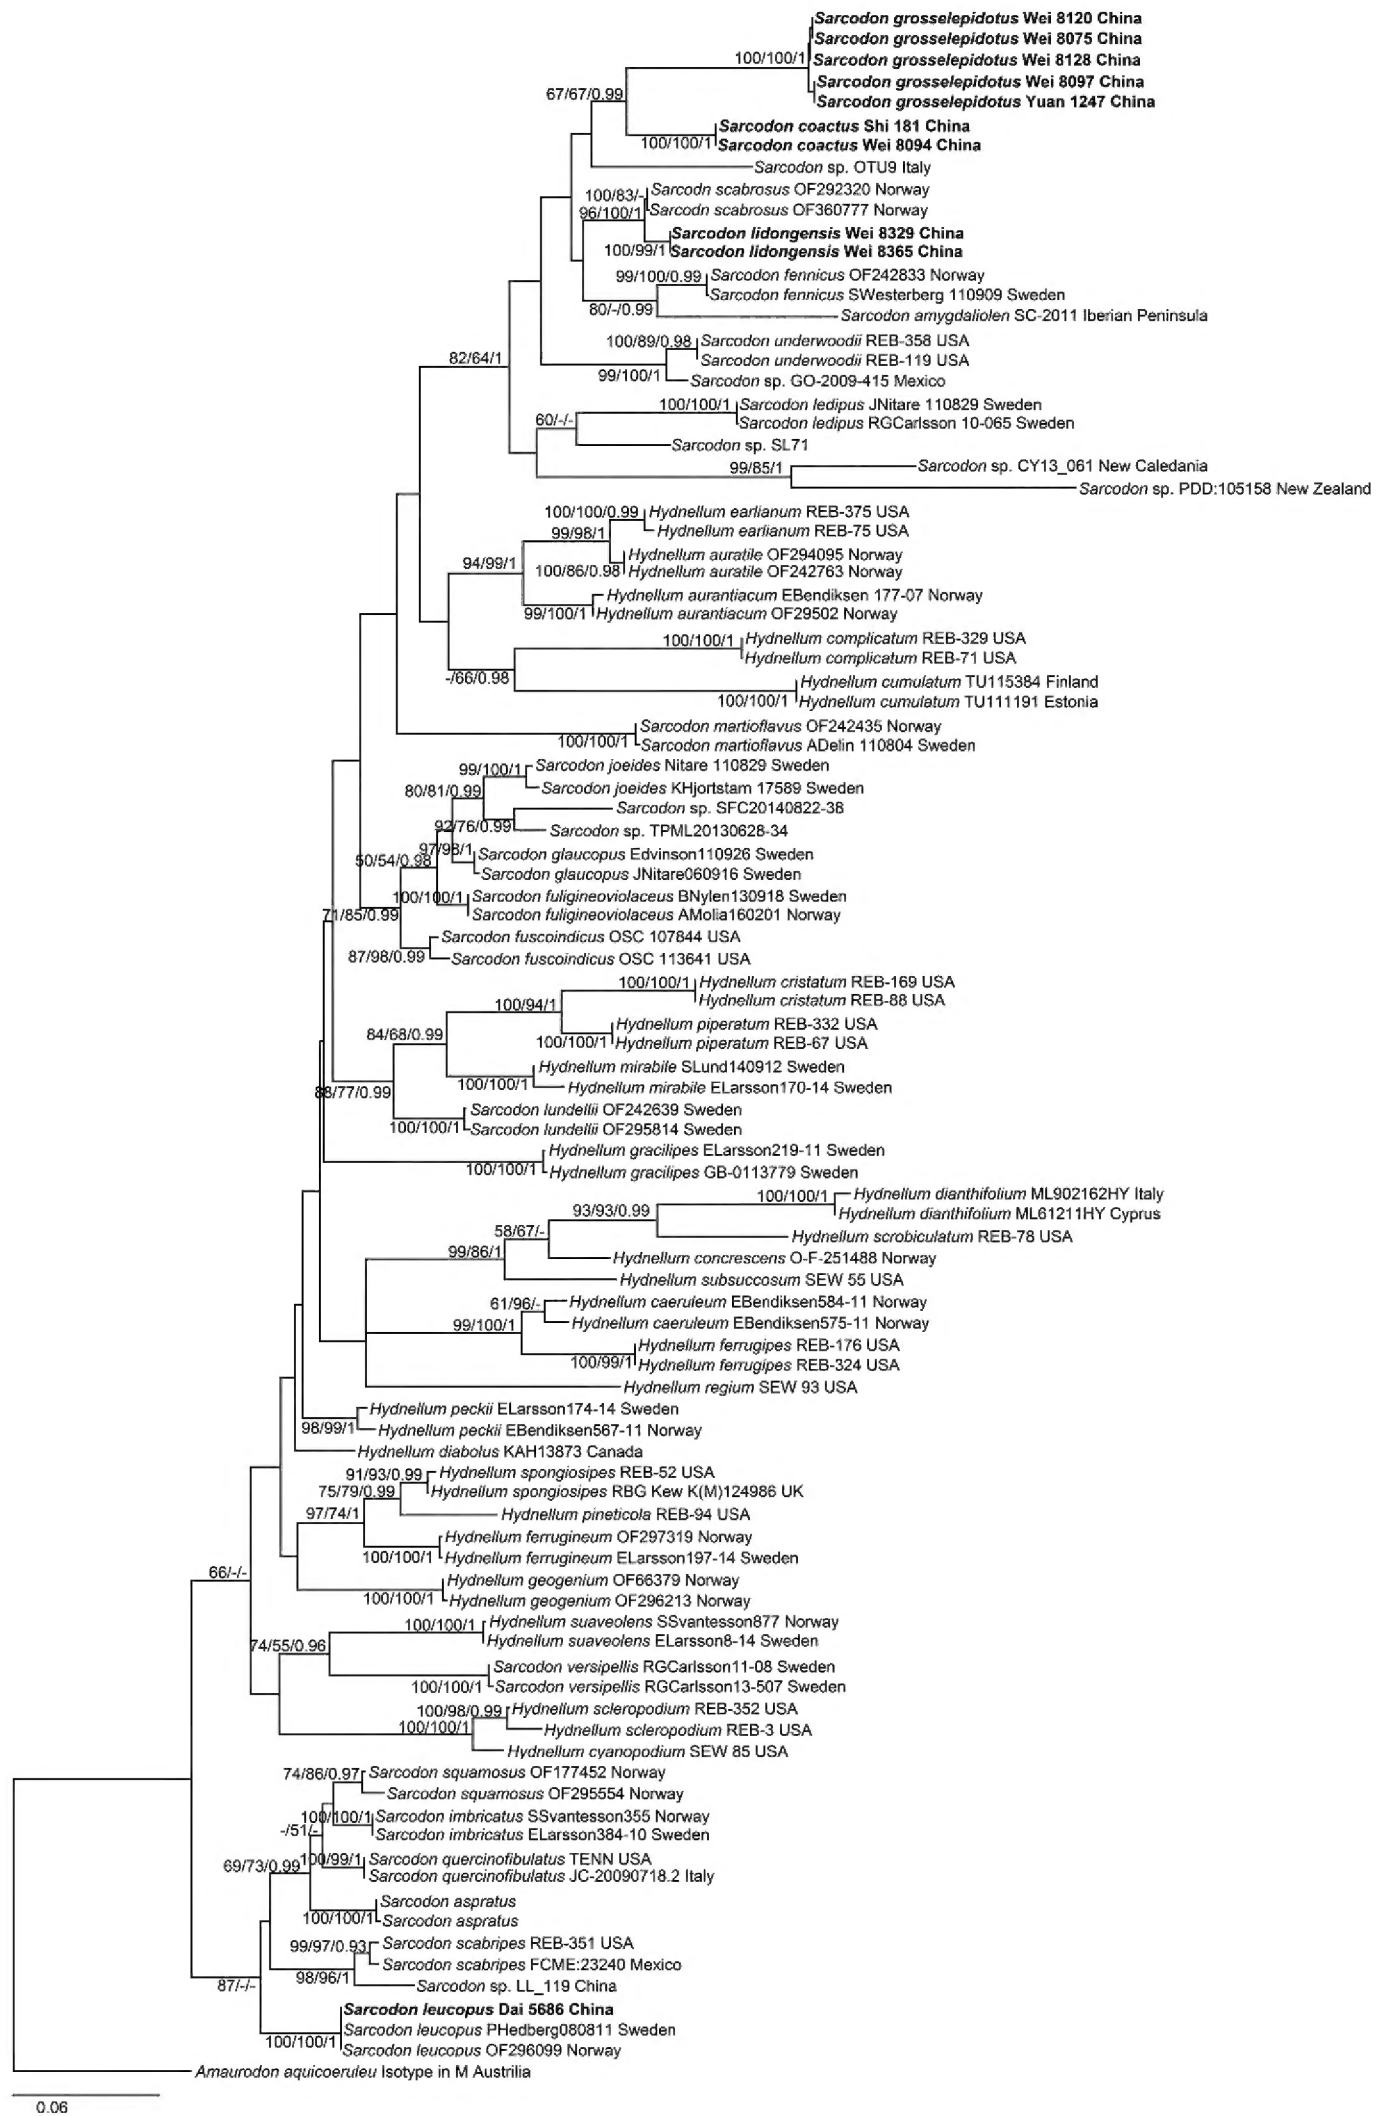 Sarcodon grosselepidotus Wei 8120 China
Sarcodon grosselepidotus Wei 8075 China
100/100/1
Sarcodon grosselepidotus Wei 8128 China
Sarcodon grosselepidotus Wei 8097 China
67/67/0.99
Sarcodon grosselepidotus Yuan 1247 China
Sarcodon coactus Shi 181 China
100/100/1
Sarcodon coactus Wei 8094 China
Sarcodon sp. OTU9 Italy
100/83/-
Sarcodn scabrosus OF292320 Norway
96/100/1
Sarcodn scabrosus OF360777 Norway
Sarcodon lidongensis Wei 8329 China
100/99/1
Sarcodon lidongensis Wei 8365 China
99/100/0.99
Sarcodon fennicus OF242833 Norway
Sarcodon fennicus SWesterberg 110909 Sweden
80/-/0.99
Sarcodon amygdaliolen SC-2011 Iberian Peninsula
100/89/0.98
Sarcodon underwoodii REB-358 USA
82/64/1
Sarcodon underwoodii REB-119 USA
99/100/1
Sarcodon sp. GO-2009-415 Mexico
100/100/1
Sarcodon ledipus JNitare 110829 Sweden
60/-/-
Sarcodon ledipus RGCarlsson 10-065 Sweden
Sarcodon sp. SL71
99/85/1
Sarcodon sp. CY13_061 New Caledania
Sarcodon sp. PDD:105158 New Zealand
100/100/0.99
Hydnellum earlianum REB-375 USA
99/98/1
Hydnellum earlianum REB-75 USA
94/99/1
Hydnellum auratile OF294095 Norway
100/86/0.98
Hydnellum auratile OF242763 Norway
Hydnellum aurantiacum EBendiksen 177-07 Norway
99/100/1
Hydnellum aurantiacum OF29502 Norway
100/100/1
Hydnellum complicatum REB-329 USA
Hydnellum complicatum REB-71 USA
-/66/0.98
Hydnellum cumulatum TU115384 Finland
100/100/1
Hydnellum cumulatum TU111191 Estonia
Sarcodon martioflavus OF242435 Norway
100/100/1
Sarcodon martioflavus ADelin 110804 Sweden
99/100/1
Sarcodon joeides Nitare 110829 Sweden
80/81/0.99
Sarcodon joeides KHjortstam 17589 Sweden
Sarcodon sp. SFC20140822-38
92/76/0.99
Sarcodon sp. TPML20130628-34
97/98/1
Sarcodon glaucopus Edvinson110926 Sweden
50/54/0.98
Sarcodon glaucopus JNitare060916 Sweden
100/100/1
Sarcodon fuligineoviolaceus BNylen130918 Sweden
71/85/0.99
Sarcodon fuligineoviolaceus AMolia160201 Norway
Sarcodon fuscoindicus OSC 107844 USA
87/98/0.99
Sarcodon fuscoindicus OSC 113641 USA
100/100/1
Hydnellum cristatum REB-169 USA
100/94/1
Hydnellum cristatum REB-88 USA
84/68/0.99
Hydnellum piperatum REB-332 USA
100/100/1
Hydnellum piperatum REB-67 USA
Hydnellum mirabile SLund140912 Sweden
100/100/1
Hydnellum mirabile ELarsson170-14 Sweden
88/77/0.99
Sarcodon lundellii OF242639 Sweden
100/100/1
Sarcodon lundellii OF295814 Sweden
Hydnellum gracilipes ELarsson219-11 Sweden
100/100/1
Hydnellum gracilipes GB-0113779 Sweden
100/100/1
Hydnellum dianthifolium ML902162HY Italy
93/93/0.99
Hydnellum dianthifolium ML61211HY Cyprus
58/67/-
Hydnellum scrobiculatum REB-78 USA
99/86/1
Hydnellum concrescens O-F-251488 Norway
Hydnellum subsuccosum SEW 55 USA
61/96/-
Hydnellum caeruleum EBendiksen584-11 Norway
99/100/1
Hydnellum caeruleum EBendiksen575-11 Norway
Hydnellum ferrugipes REB-176 USA
100/99/1
Hydnellum ferrugipes REB-324 USA
Hydnellum regium SEW 93 USA
Hydnellum peckii ELarsson174-14 Sweden
98/99/1
Hydnellum peckii EBendiksen567-11 Norway
Hydnellum diabolus KAH13873 Canada
91/93/0.99
Hydnellum spongiosipes REB-52 USA
75/79/0.99
Hydnellum spongiosipes RBG Kew K(M)124986 UK
97/74/1
Hydnellum pineticola REB-94 USA
Hydnellum ferrugineum OF297319 Norway
100/100/1
Hydnellum ferrugineum ELarsson197-14 Sweden
66/-/-
Hydnellum geogenium OF66379 Norway
100/100/1
Hydnellum geogenium OF296213 Norway
100/100/1
Hydnellum suaveolens SSvantesson877 Norway
74/55/0.96
Hydnellum suaveolens ELarsson8-14 Sweden
Sarcodon versipellis RGCarlsson11-08 Sweden
100/100/1
Sarcodon versipellis RGCarlsson13-507 Sweden
100/98/0.99
Hydnellum scleropodium REB-352 USA
100/100/1
Hydnellum scleropodium REB-3 USA
Hydnellum cyanopodium SEW 85 USA
74/86/0.97
Sarcodon squamosus OF177452 Norway
Sarcodon squamosus OF295554 Norway
100/100/1
Sarcodon imbricatus SSvantesson355 Norway
-/51/-
Sarcodon imbricatus ELarsson384-10 Sweden
69/73/0.99
100/99/1
Sarcodon quercinofibulatus TENN USA
Sarcodon quercinofibulatus JC-20090718.2 Italy
Sarcodon aspratus
100/100/1
Sarcodon aspratus
99/97/0.93
Sarcodon scabripes REB-351 USA
Sarcodon scabripes FCME:23240 Mexico
98/96/1
87/-/-
Sarcodon sp. LL_119 China
Sarcodon leucopus Dai 5686 China
Sarcodon leucopus PHedberg080811 Sweden
100/100/1
Sarcodon leucopus OF296099 Norway
Amaurodon aquicoeruleu Isotype in M Austrilia
0.06